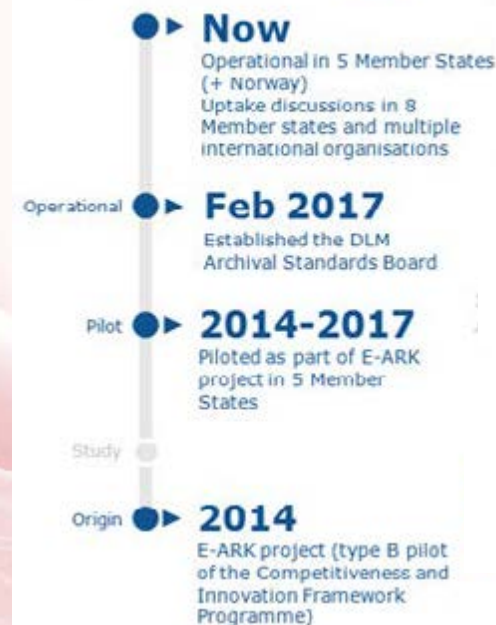 Now
Operational in 5 Member States
(+ Norway)
Uptake discussions in 8
Member states and multiple
international organisations
Operational
Feb 2017
Established the DLM
Archival Standards Board
Pilot
2014-2017
Piloted as part of E-ARK
project in 5 Member
States
Study
Origin
2014
E-ARK project (type B pilot
of the Competitiveness and
Innovation Framework
Programme)